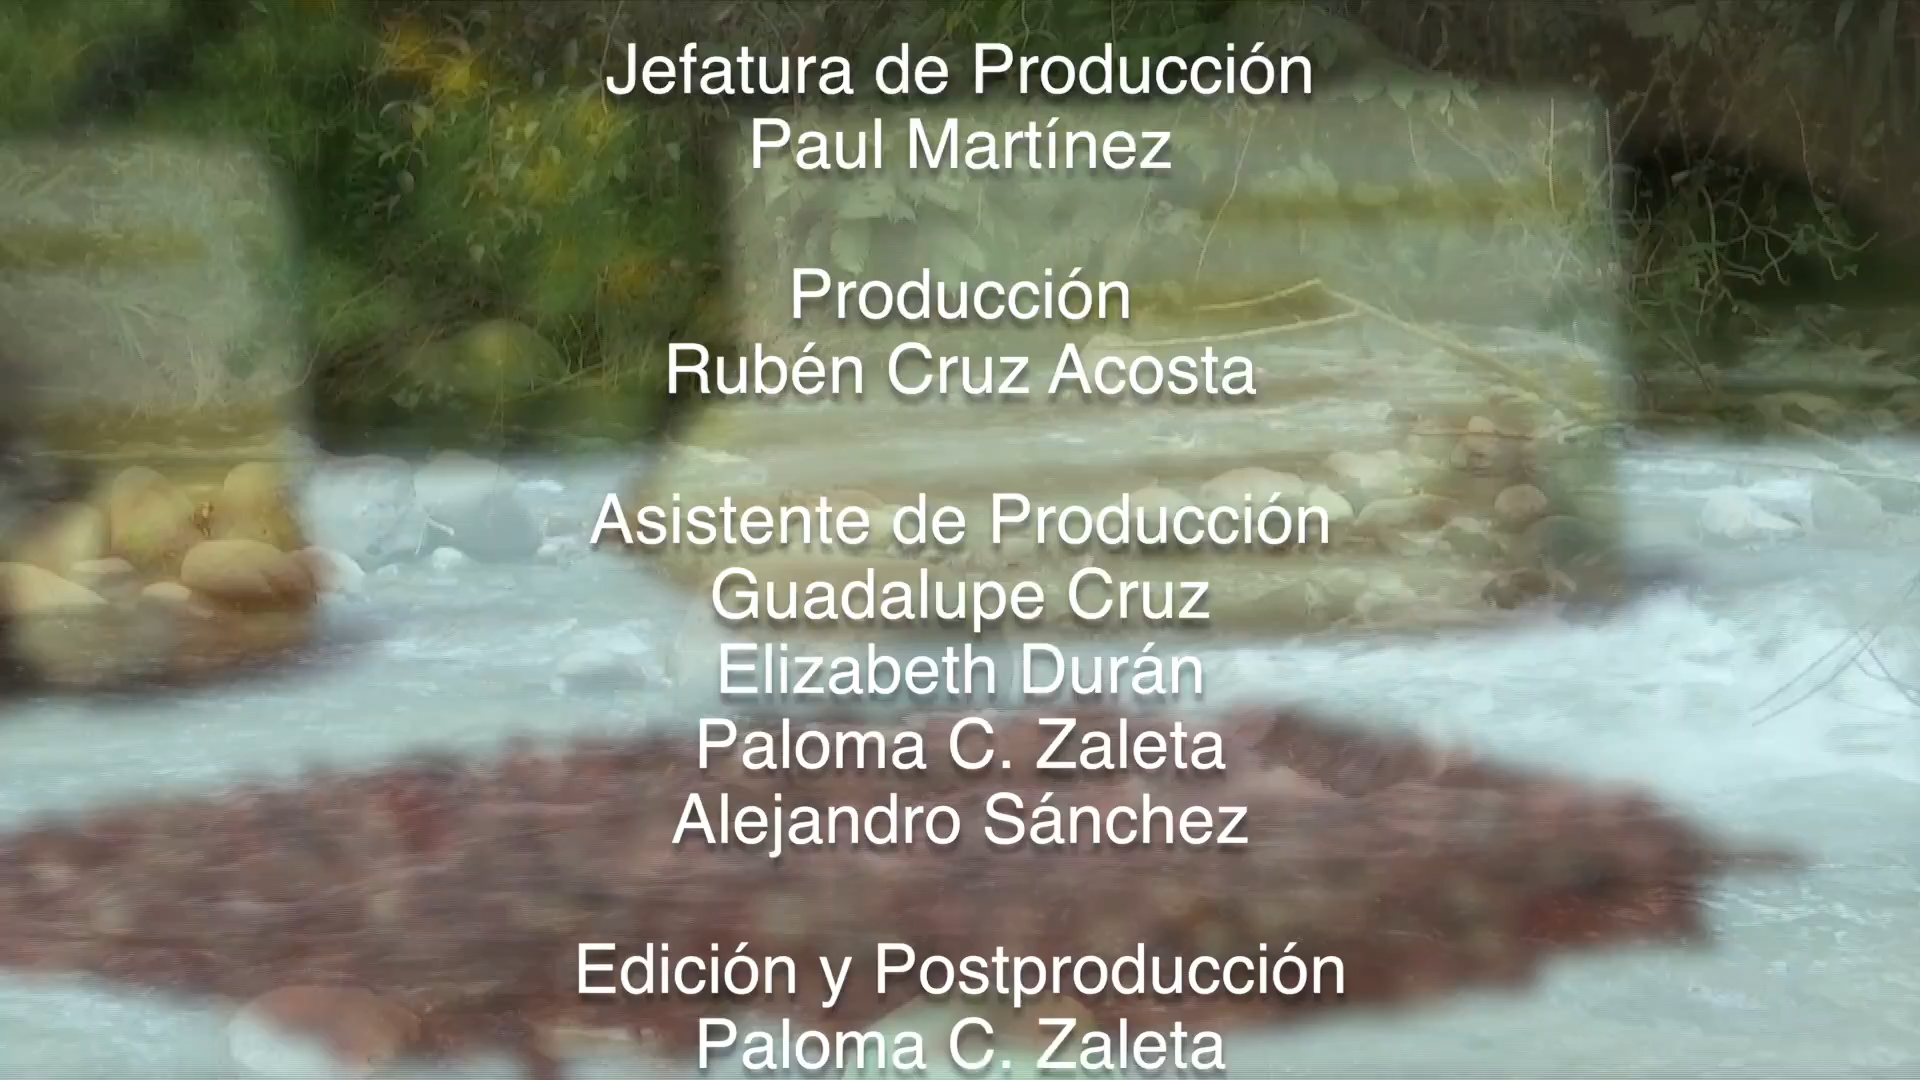 Jefatura de Producción
Paul Martínez
Producción
Rubén Cruz Acosta
Asistente de Producción
Guadalupe Cruz
Elizabeth Durán
Paloma C. Zaleta
Alejandro Sánchez
Edición y Postproducción
Paloma C. Zaleta